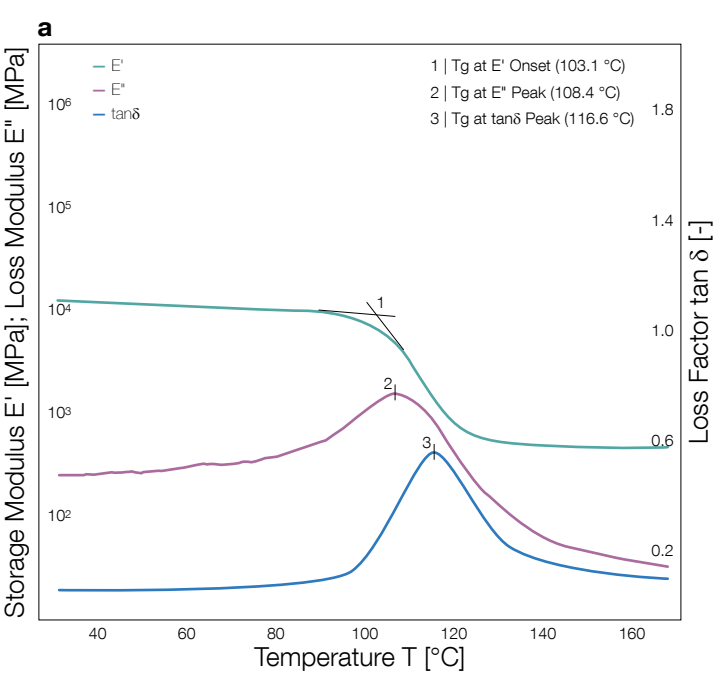 a
Storage Modulus E' [MPa]; Loss Modulus E" [MPa]
E'
E"
tanδ
1 | Tg at E' Onset (103.1 °C)
2 | Tg at E" Peak (108.4 °C)
3 | Tg at tanδ Peak (116.6 °C)
10⁶
10⁵
10⁴
10³
10²
1
2
3
1.8
1.4
1.0
0.6
0.2
Loss Factor tan δ [-]
40 60 80 100 120 140 160
Temperature T [°C]